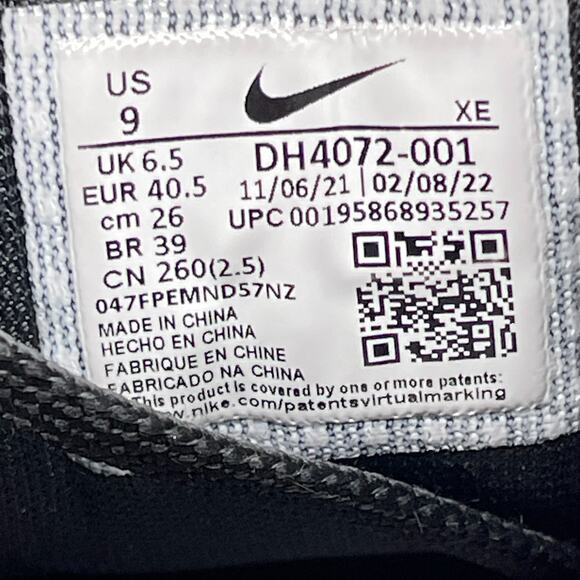 US
9
XE
UK 6.5
DH4072-001
EUR 40.5
11/06/21 | 02/08/22
cm 26
UPC 00195868935257
BR 39
CN 260(2.5)
047FPEMND57NZ
MADE IN CHINA
HECHO EN CHINA
FABRIQUE EN CHINE
FABRICADO NA CHINA
This product is covered by one or more patents:
.nike.com/patentsvirtualmarking